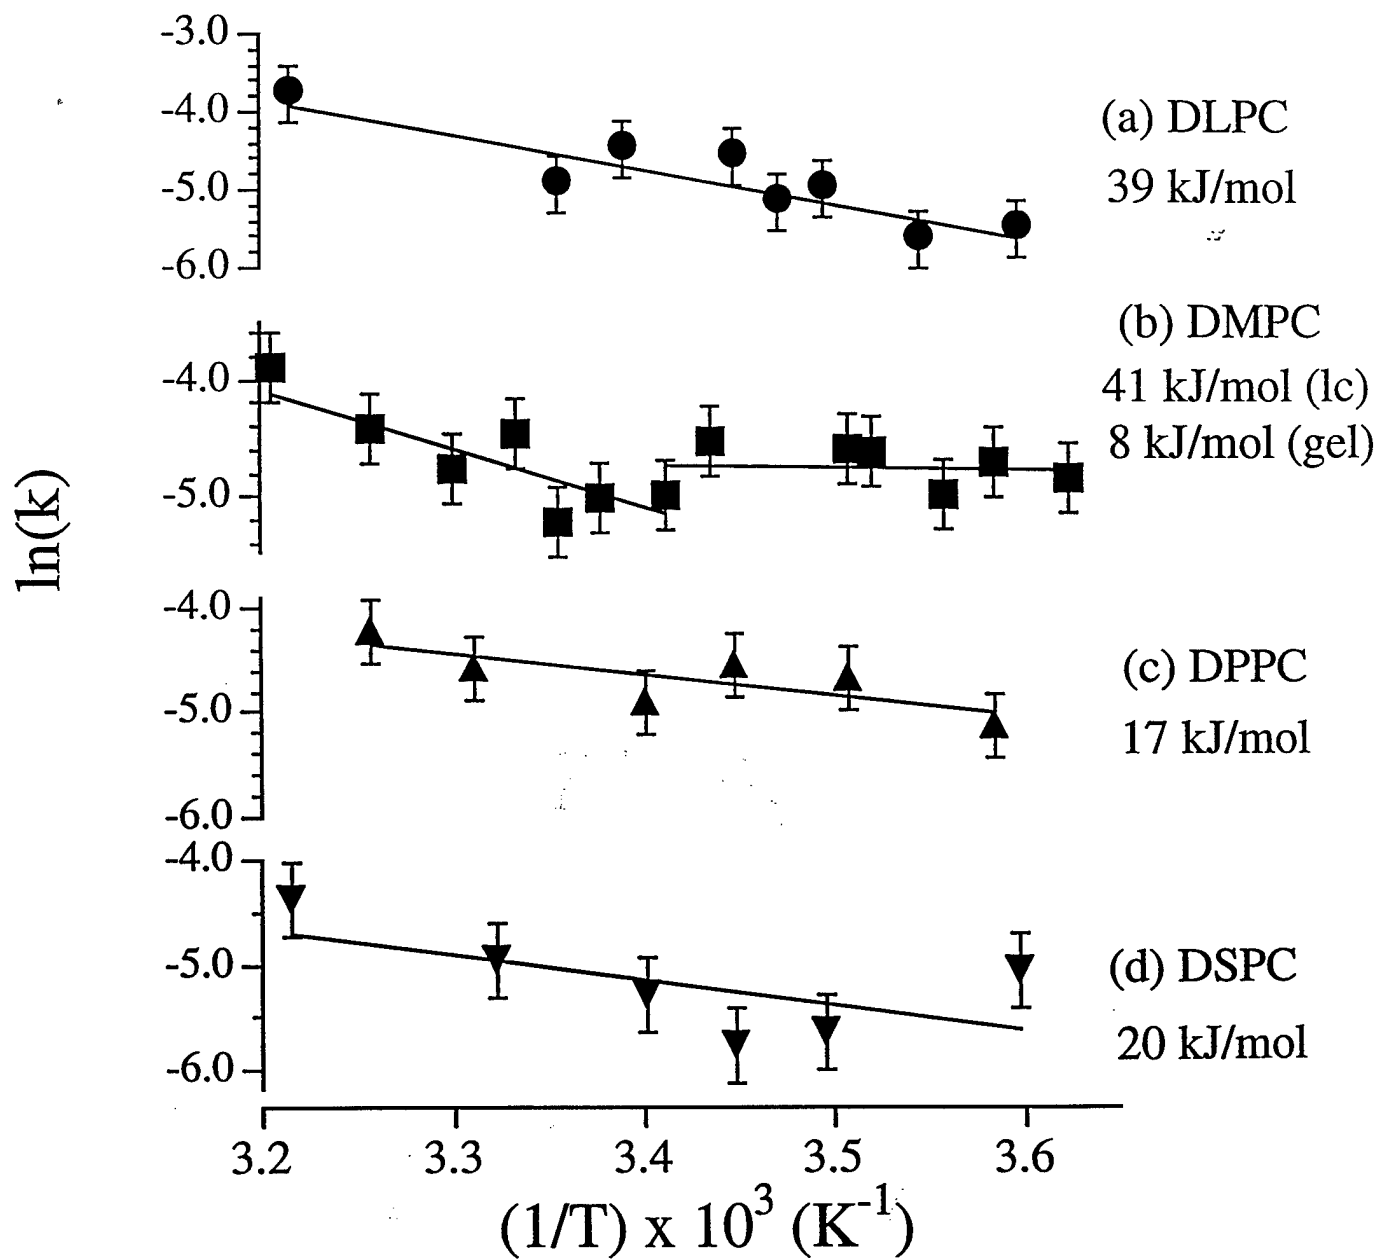 -3.0
-4.0
-5.0
-6.0
(a) DLPC
39 kJ/mol
-4.0
-5.0
(b) DMPC
41 kJ/mol (lc)
8 kJ/mol (gel)
ln(k)
-4.0
-5.0
-6.0
(c) DPPC
17 kJ/mol
-4.0
-5.0
-6.0
(d) DSPC
20 kJ/mol
3.2 3.3 3.4 3.5 3.6
(1/T) x 10³ (K⁻¹)